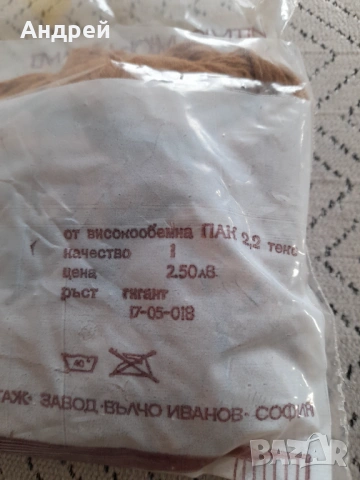 Андрей
от високообемна ПАН 2,2 текс
качество 1
цена 2.50лв
ръст гигант
17-05-018
40°
ТАЖ· ЗАВОД·ВЪЛЧО ИВАНОВ· СОФИЯ
BAZAR